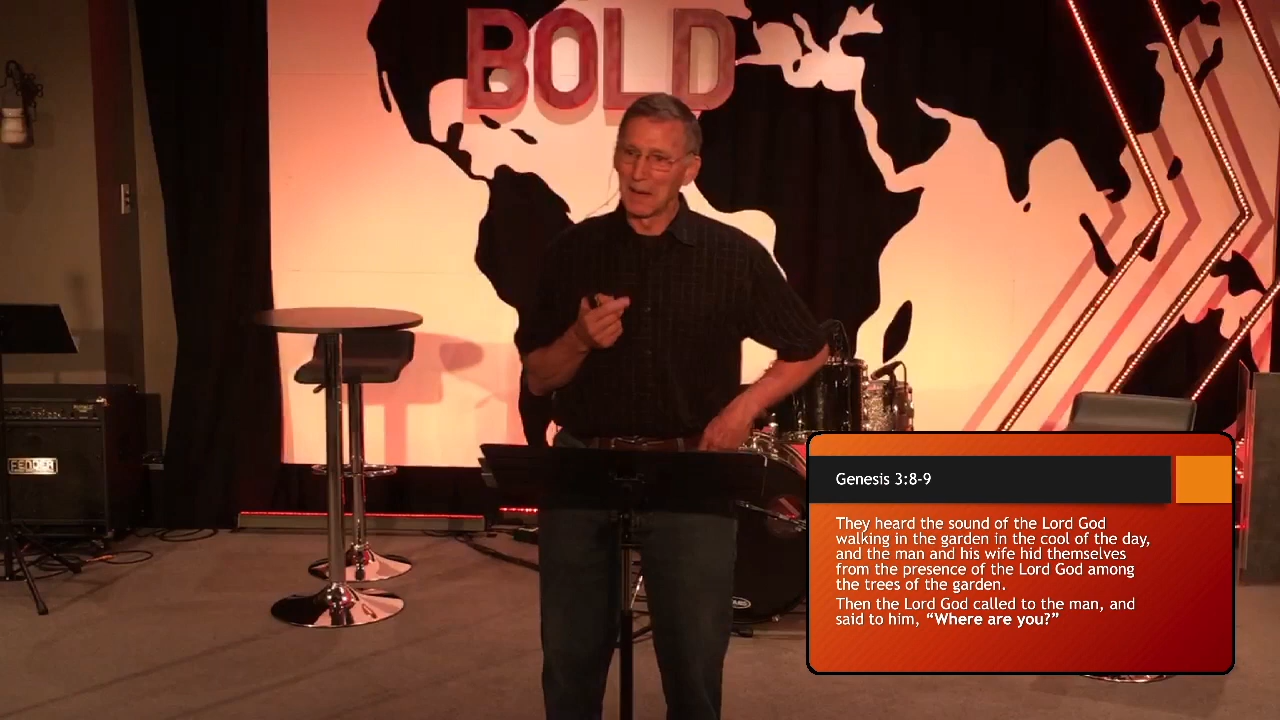 BOLD
FENDER
Genesis 3:8-9
They heard the sound of the Lord God
walking in the garden in the cool of the day,
and the man and his wife hid themselves
from the presence of the Lord God among
the trees of the garden.
Then the Lord God called to the man, and
said to him, “Where are you?”